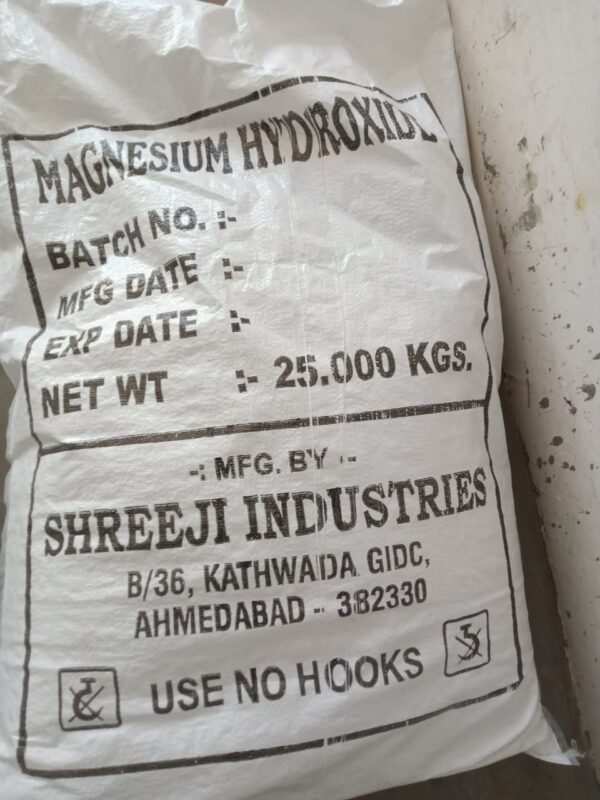 MAGNESIUM HYDROXIDE
BATCH NO. :-
MFG DATE :-
EXP DATE :-
NET WT :- 25.000 KGS.
-: MFG. BY :-
SHREEJI INDUSTRIES
B/36, KATHWADA GIDC,
AHMEDABAD - 382330
USE NO HOOKS